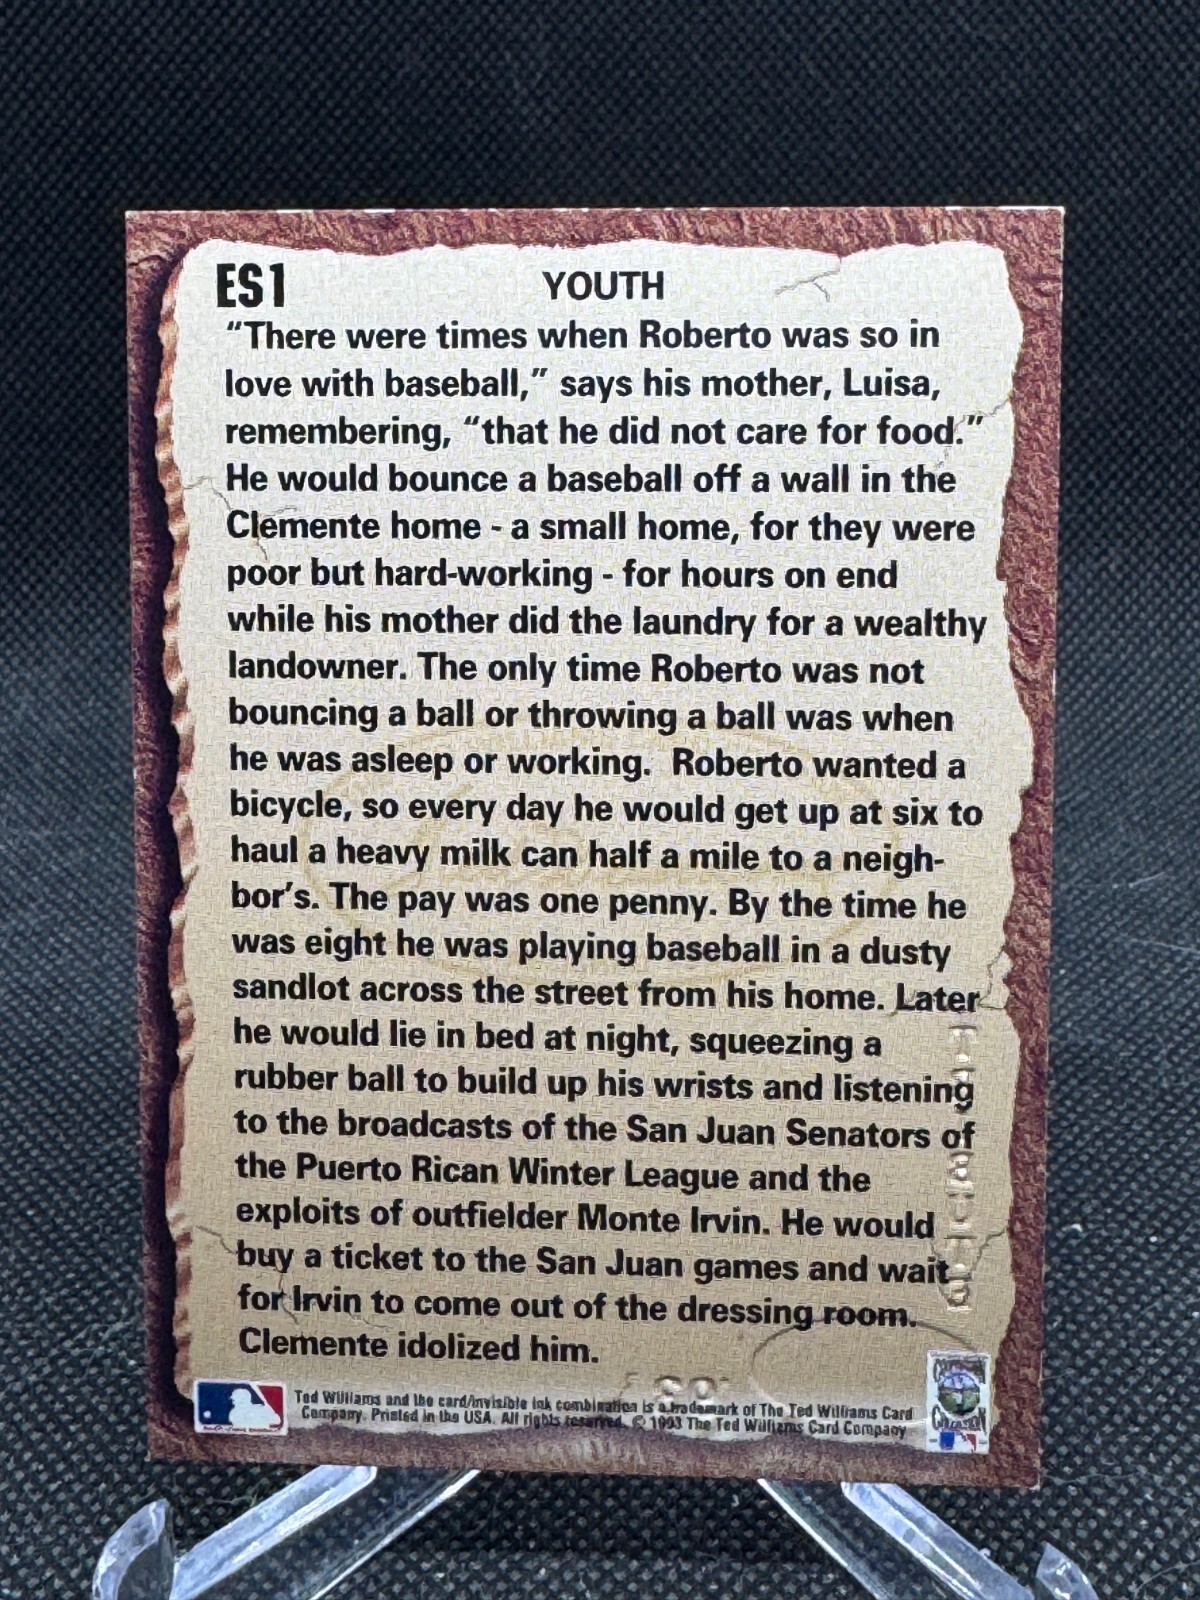 ES1
YOUTH
“There were times when Roberto was so in
love with baseball,” says his mother, Luisa,
remembering, “that he did not care for food.”
He would bounce a baseball off a wall in the
Clemente home - a small home, for they were
poor but hard-working - for hours on end
while his mother did the laundry for a wealthy
landowner. The only time Roberto was not
bouncing a ball or throwing a ball was when
he was asleep or working.  Roberto wanted a
bicycle, so every day he would get up at six to
haul a heavy milk can half a mile to a neigh-
bor's. The pay was one penny. By the time he
was eight he was playing baseball in a dusty
sandlot across the street from his home. Later
he would lie in bed at night, squeezing a
rubber ball to build up his wrists and listening
to the broadcasts of the San Juan Senators of
the Puerto Rican Winter League and the
exploits of outfielder Monte Irvin. He would
buy a ticket to the San Juan games and wait
for Irvin to come out of the dressing room.
Clemente idolized him.
Ted Williams and the card/invisible ink combination is a trademark of The Ted Williams Card
Company. Printed in the USA. All rights reserved. © 1993 The Ted Williams Card Company